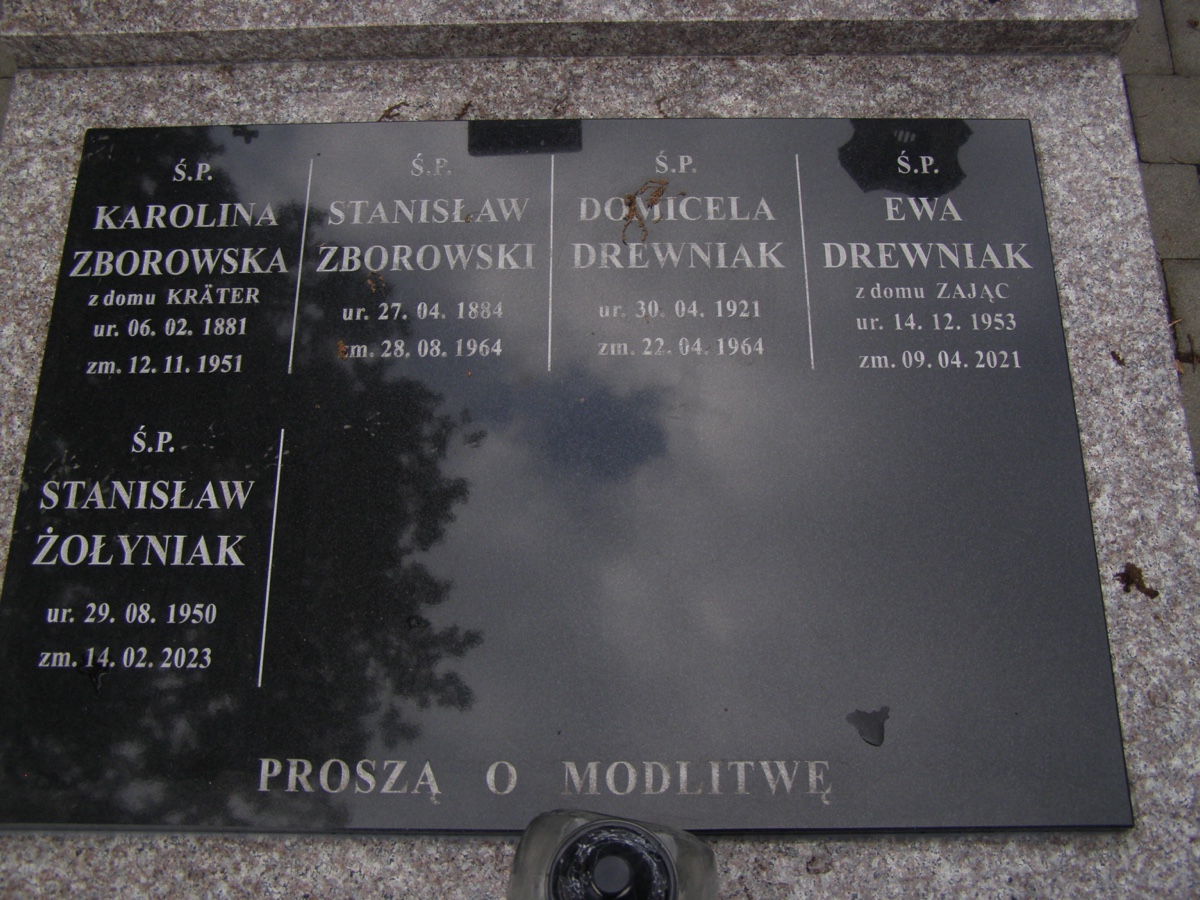 Ś.P.
KAROLINA
ZBOROWSKA
z domu KRÄTER
ur. 06. 02. 1881
zm. 12. 11. 1951
Ś.P.
STANISŁAW
ZBOROWSKI
ur. 27. 04. 1884
zm. 28. 08. 1964
Ś.P.
DOMICELA
DREWNIAK
ur. 30. 04. 1921
zm. 22. 04. 1964
Ś.P.
EWA
DREWNIAK
z domu ZAJĄC
ur. 14. 12. 1953
zm. 09. 04. 2021
Ś.P.
STANISŁAW
ŻOŁYNIAK
ur. 29. 08. 1950
zm. 14. 02. 2023
PROSZĄ O MODLITWĘ